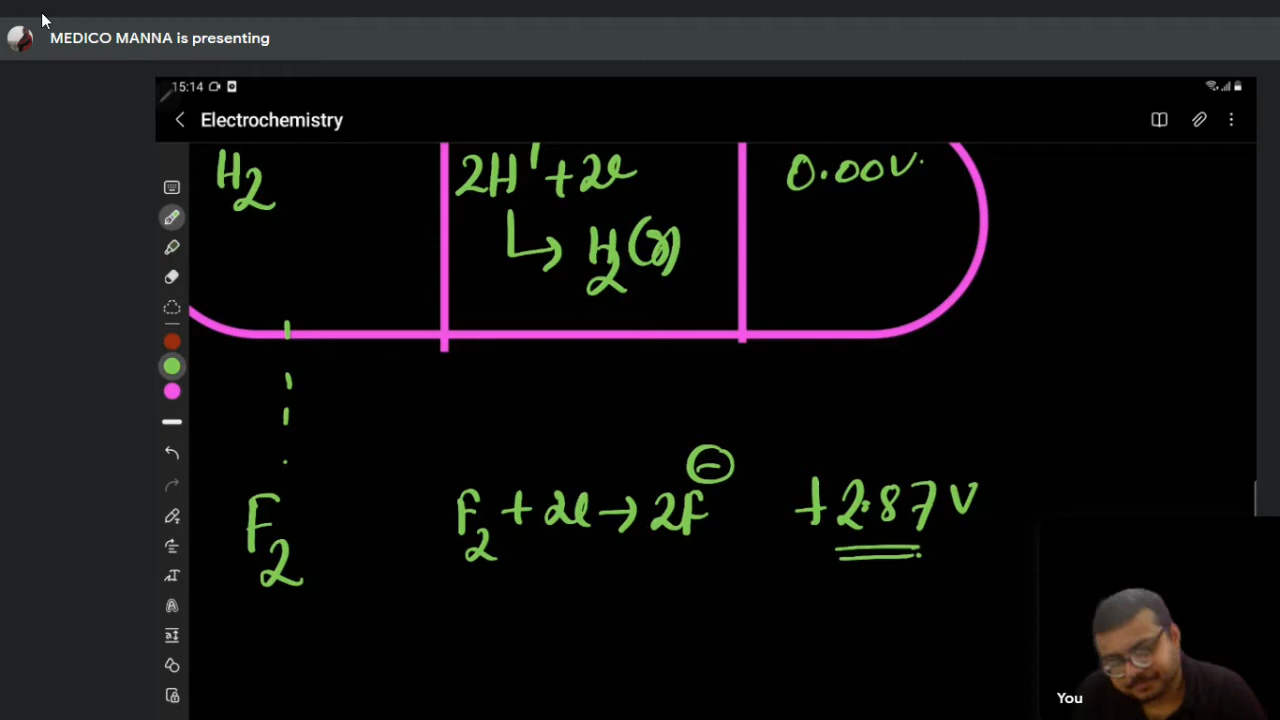 MEDICO MANNA is presenting
15:14
Electrochemistry
H2 2H⁺+2e 0.00V.
↳ H2(g)
F2 F2+2e→2F⊖ +2.87V
You